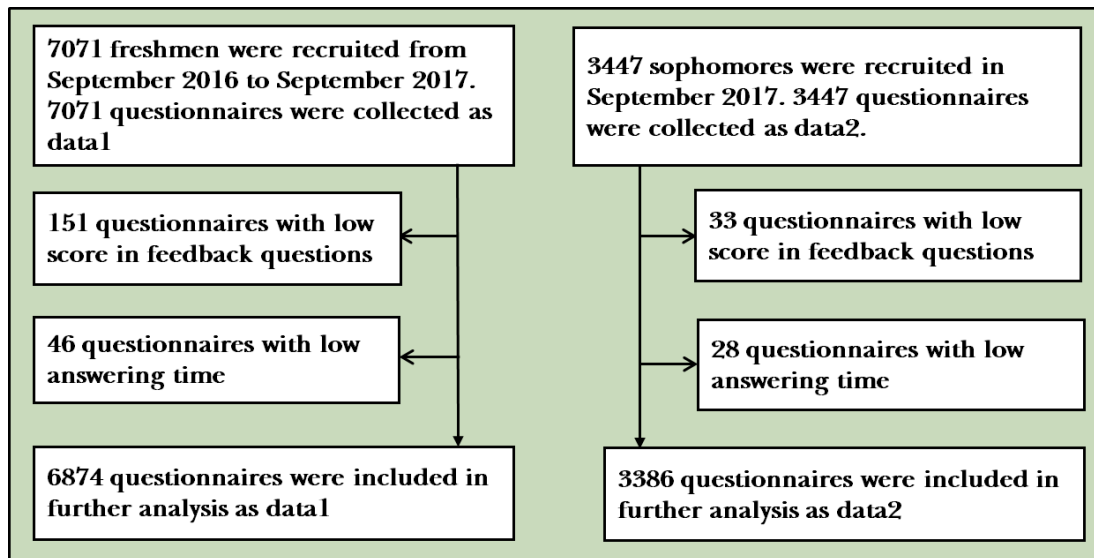 7071 freshmen were recruited from
September 2016 to September 2017.
7071 questionnaires were collected as
data1
3447 sophomores were recruited in
September 2017. 3447 questionnaires
were collected as data2.
151 questionnaires with low
score in feedback questions
33 questionnaires with low
score in feedback questions
46 questionnaires with low
answering time
28 questionnaires with low
answering time
6874 questionnaires were included in
further analysis as data1
3386 questionnaires were included in
further analysis as data2